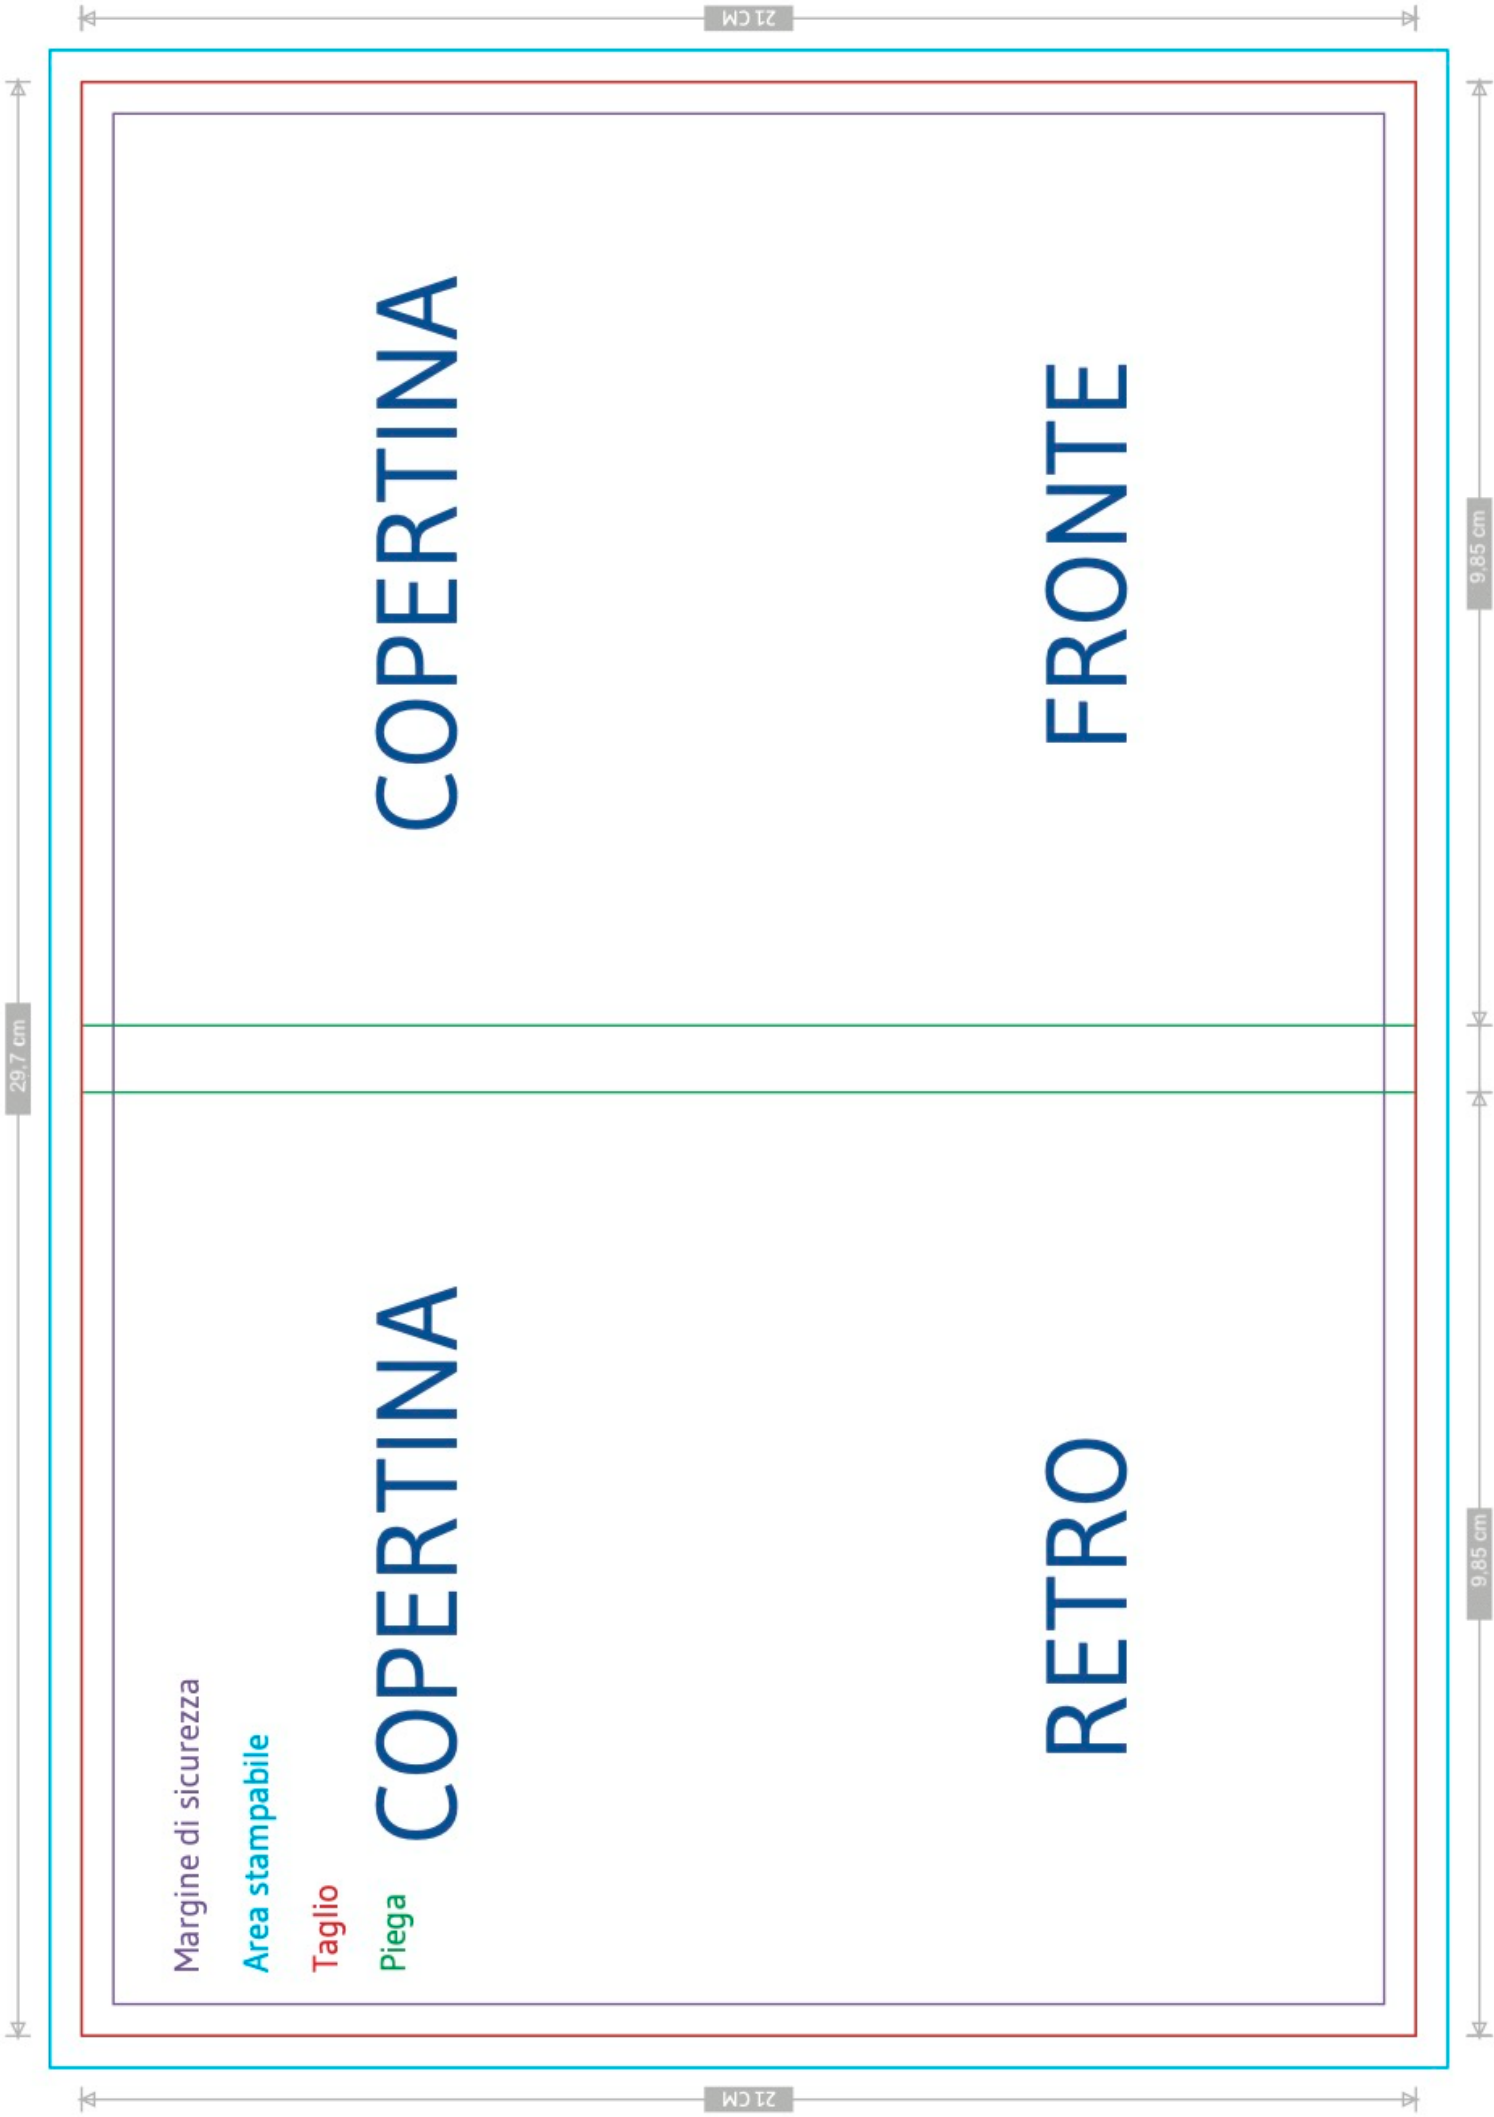 Margine di sicurezza
Area stampabile
Taglio
Piega
COPERTINA
RETRO
COPERTINA
FRONTE
29,7 cm
21 CM
21 CM
9,85 cm
9,85 cm